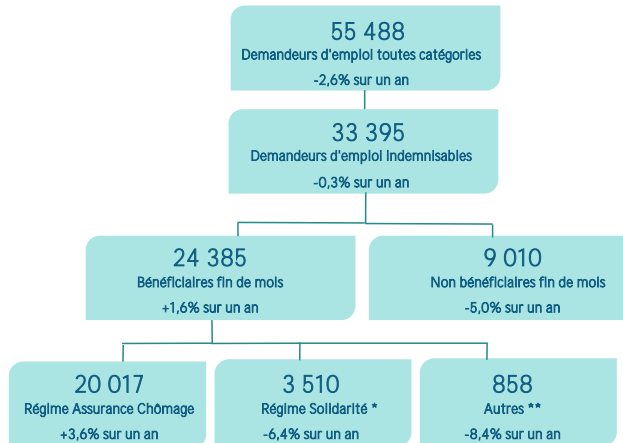 55 488
Demandeurs d'emploi toutes catégories
-2,6% sur un an
33 395
Demandeurs d'emploi indemnisables
-0,3% sur un an
24 385
Bénéficiaires fin de mois
+1,6% sur un an
9 010
Non bénéficiaires fin de mois
-5,0% sur un an
20 017
Régime Assurance Chômage
+3,6% sur un an
3 510
Régime Solidarité *
-6,4% sur un an
858
Autres **
-8,4% sur un an